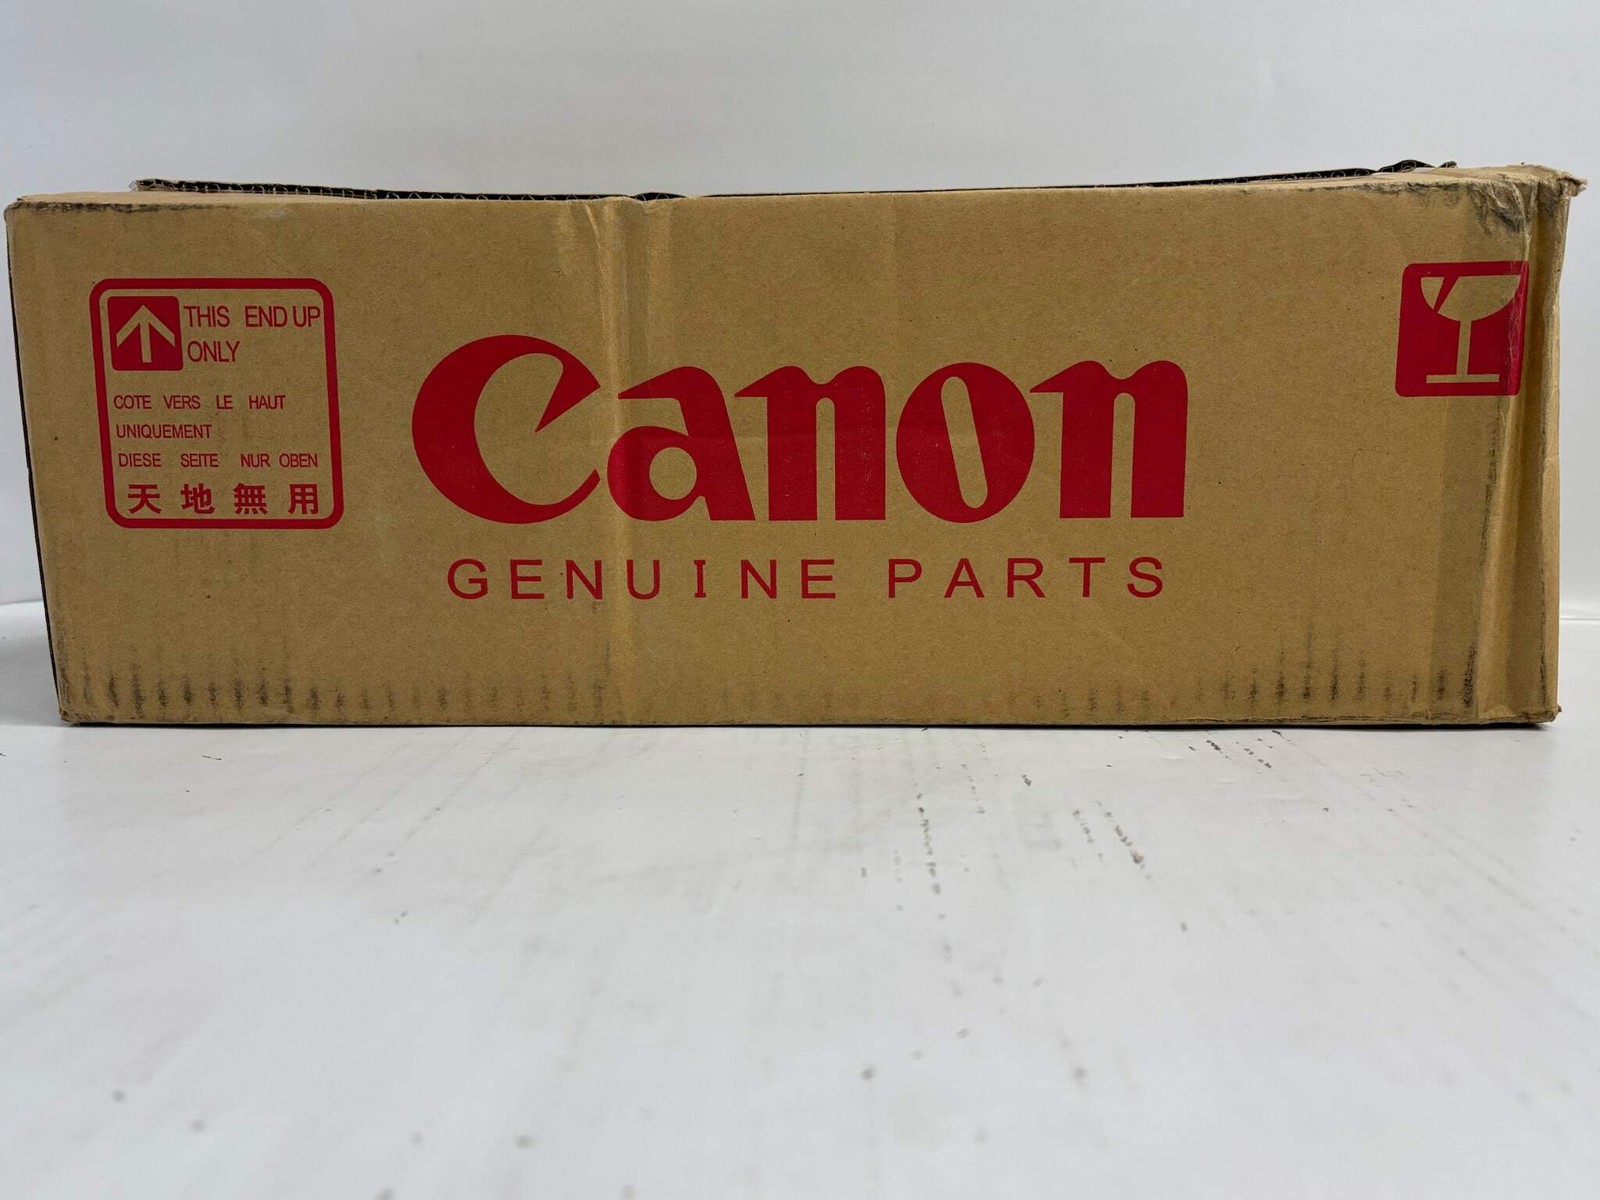 THIS END UP
ONLY
COTE VERS LE HAUT
UNIQUEMENT
DIESE SEITE NUR OBEN
天地無用
Canon
GENUINE PARTS